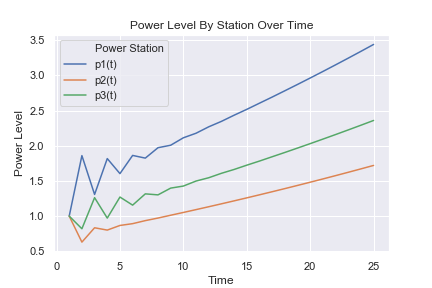 Power Level By Station Over Time
3.5
3.0
2.5
2.0
1.5
1.0
0.5
Power Level
Power Station
p1(t)
p2(t)
p3(t)
0 5 10 15 20 25
Time